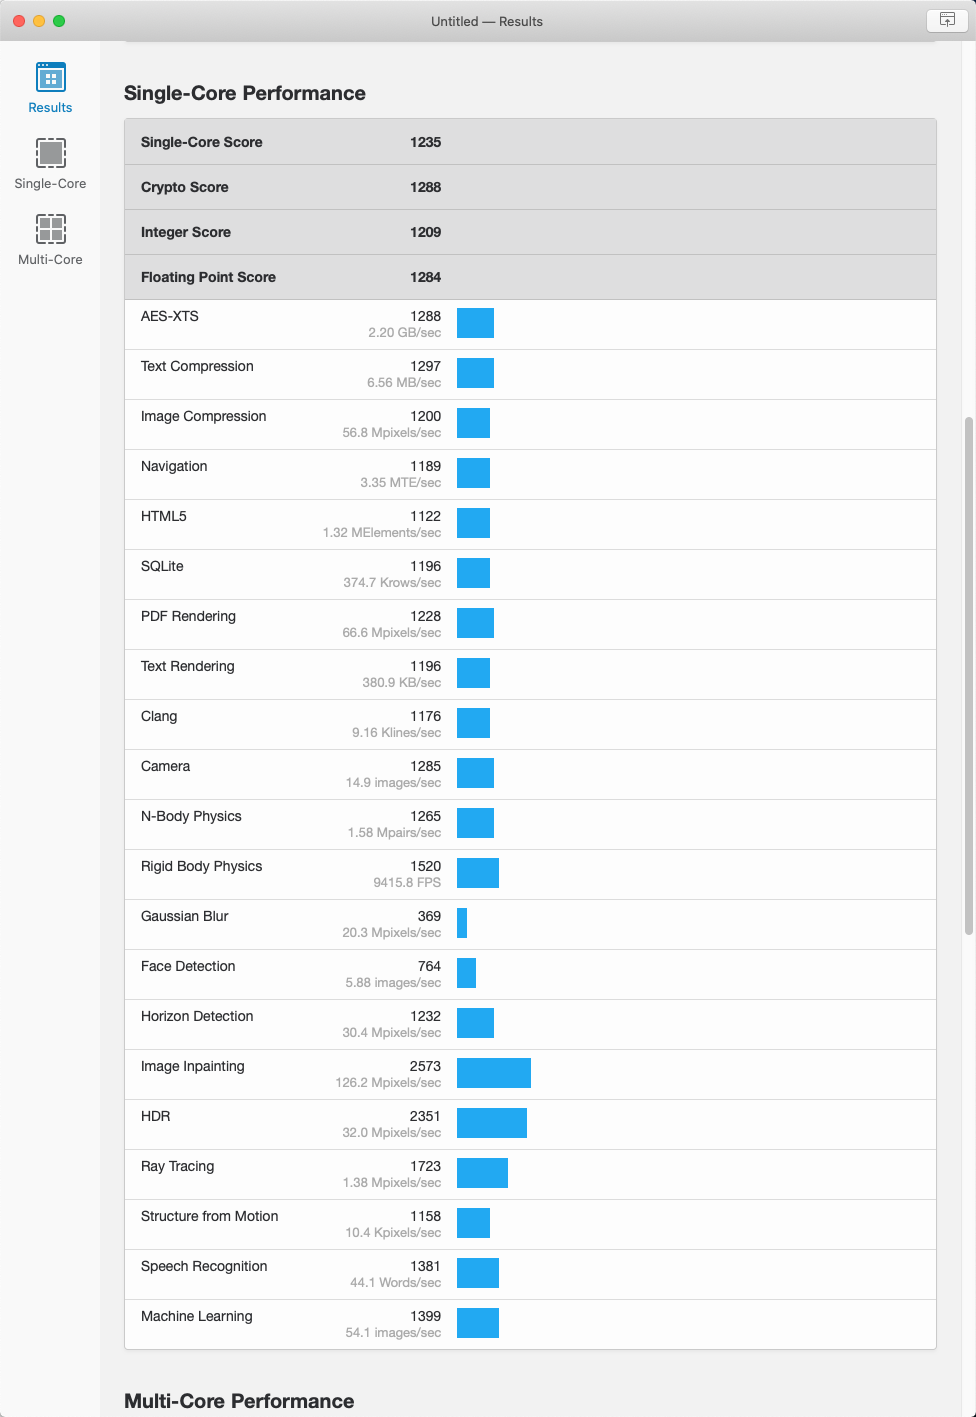 Untitled — Results
Results
Single-Core
Multi-Core
Single-Core Performance
Single-Core Score 1235
Crypto Score 1288
Integer Score 1209
Floating Point Score 1284
AES-XTS 1288
2.20 GB/sec
Text Compression 1297
6.56 MB/sec
Image Compression 1200
56.8 Mpixels/sec
Navigation 1189
3.35 MTE/sec
HTML5 1122
1.32 MElements/sec
SQLite 1196
374.7 Krows/sec
PDF Rendering 1228
66.6 Mpixels/sec
Text Rendering 1196
380.9 KB/sec
Clang 1176
9.16 Klines/sec
Camera 1285
14.9 images/sec
N-Body Physics 1265
1.58 Mpairs/sec
Rigid Body Physics 1520
9415.8 FPS
Gaussian Blur 369
20.3 Mpixels/sec
Face Detection 764
5.88 images/sec
Horizon Detection 1232
30.4 Mpixels/sec
Image Inpainting 2573
126.2 Mpixels/sec
HDR 2351
32.0 Mpixels/sec
Ray Tracing 1723
1.38 Mpixels/sec
Structure from Motion 1158
10.4 Kpixels/sec
Speech Recognition 1381
44.1 Words/sec
Machine Learning 1399
54.1 images/sec
Multi-Core Performance